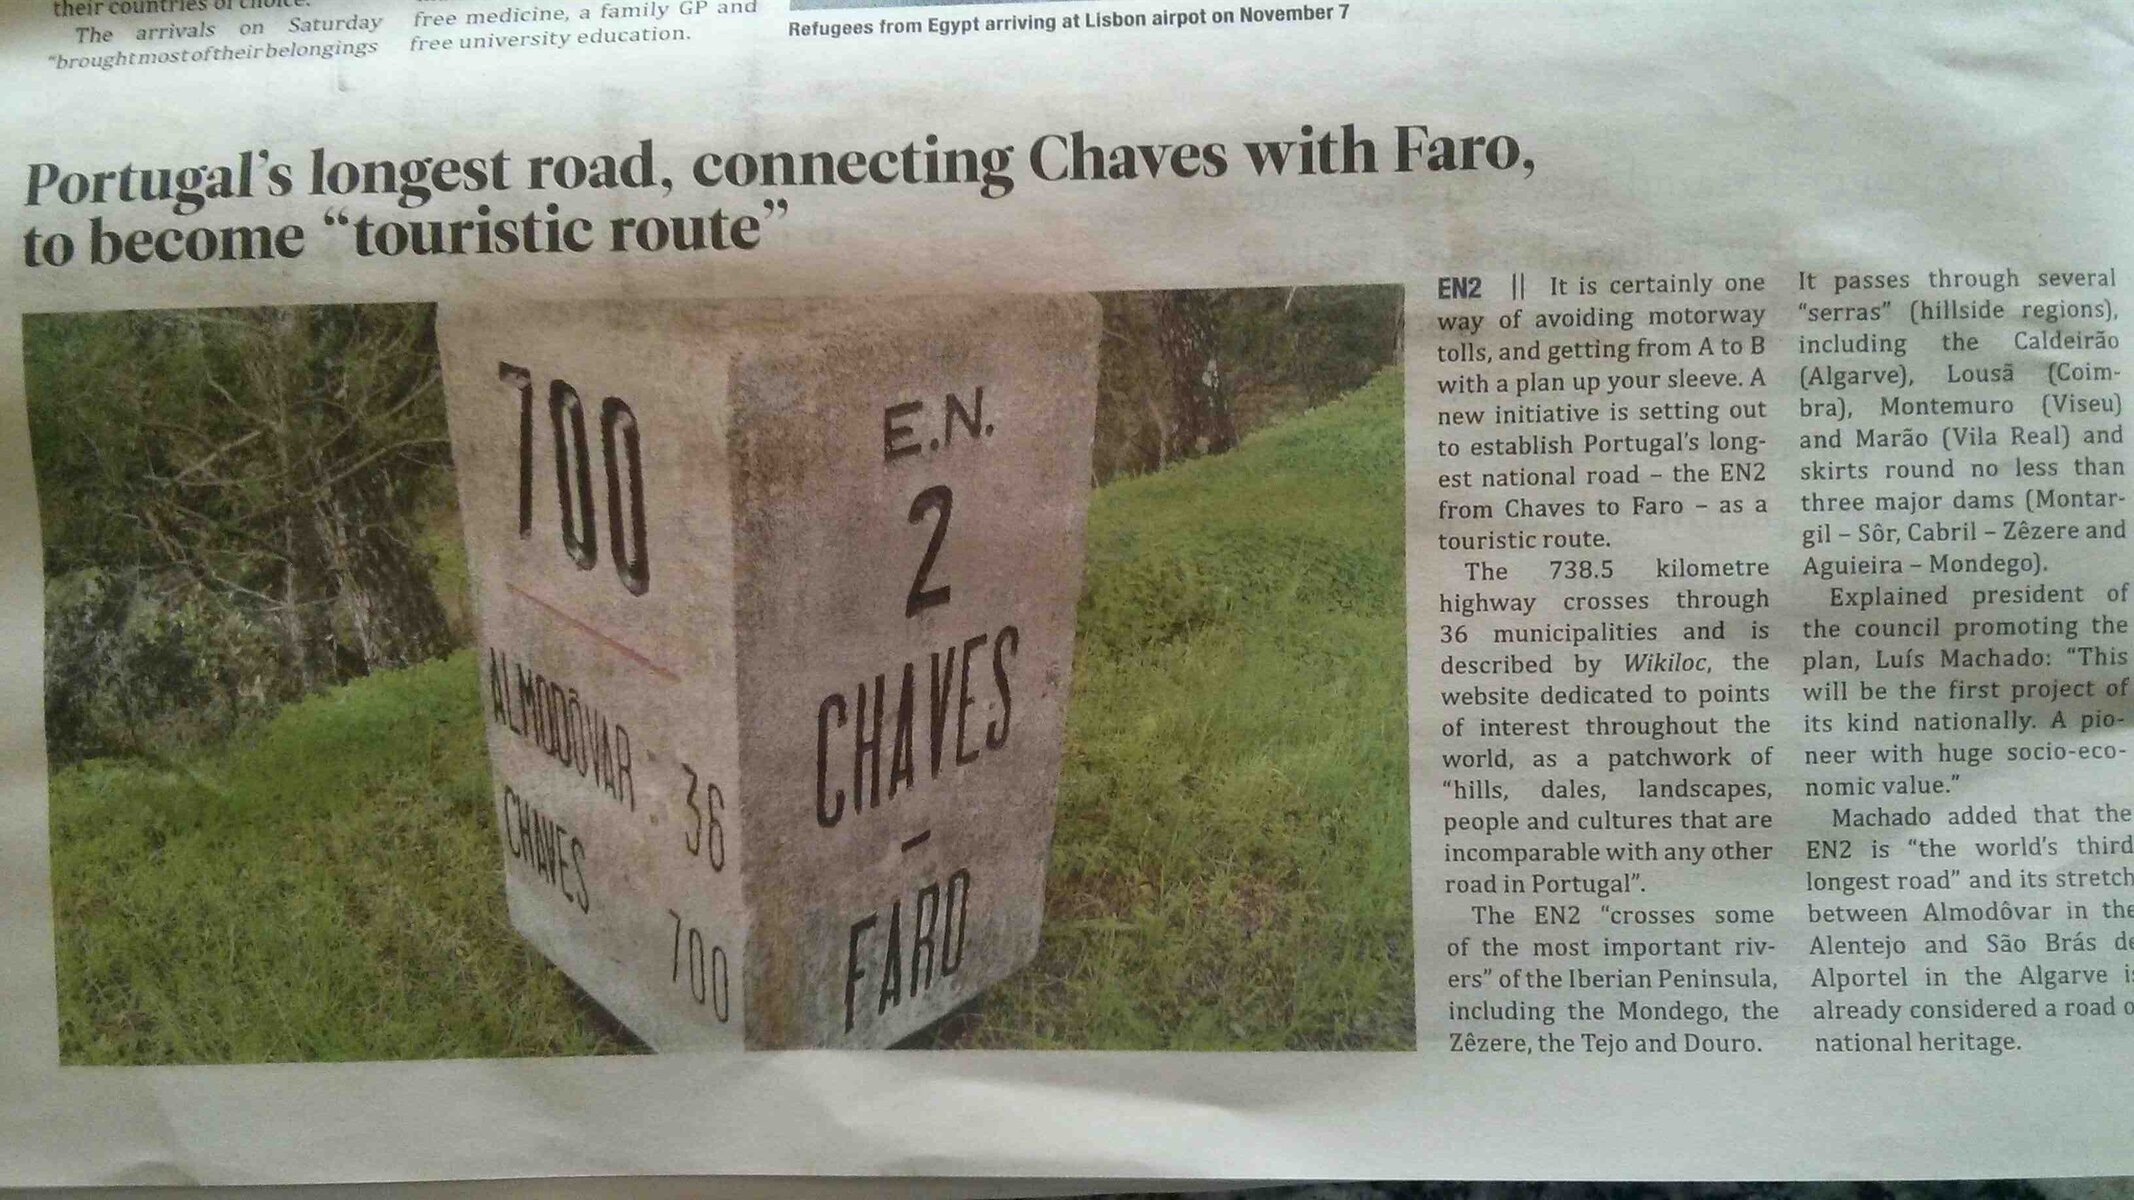 their countries of choice.
The arrivals on Saturday
"brought most of their belongings
free medicine, a family GP and
free university education.
Refugees from Egypt arriving at Lisbon airpot on November 7
Portugal's longest road, connecting Chaves with Faro,
to become "touristic route"
700
ALMODÔVAR · 36
CHAVES 700
E.N.
2
CHAVES
-
FARO
EN2 || It is certainly one
way of avoiding motorway
tolls, and getting from A to B
with a plan up your sleeve. A
new initiative is setting out
to establish Portugal's long-
est national road – the EN2
from Chaves to Faro – as a
touristic route.
The 738.5 kilometre
highway crosses through
36 municipalities and is
described by Wikiloc, the
website dedicated to points
of interest throughout the
world, as a patchwork of
"hills, dales, landscapes,
people and cultures that are
incomparable with any other
road in Portugal".
The EN2 "crosses some
of the most important riv-
ers" of the Iberian Peninsula,
including the Mondego, the
Zêzere, the Tejo and Douro.
It passes through several
"serras" (hillside regions),
including the Caldeirão
(Algarve), Lousã (Coim-
bra), Montemuro (Viseu)
and Marão (Vila Real) and
skirts round no less than
three major dams (Montar-
gil – Sôr, Cabril – Zêzere and
Aguieira – Mondego).
Explained president of
the council promoting the
plan, Luís Machado: "This
will be the first project of
its kind nationally. A pio-
neer with huge socio-eco-
nomic value."
Machado added that the
EN2 is "the world's third
longest road" and its stretch
between Almodôvar in the
Alentejo and São Brás de
Alportel in the Algarve is
already considered a road o
national heritage.